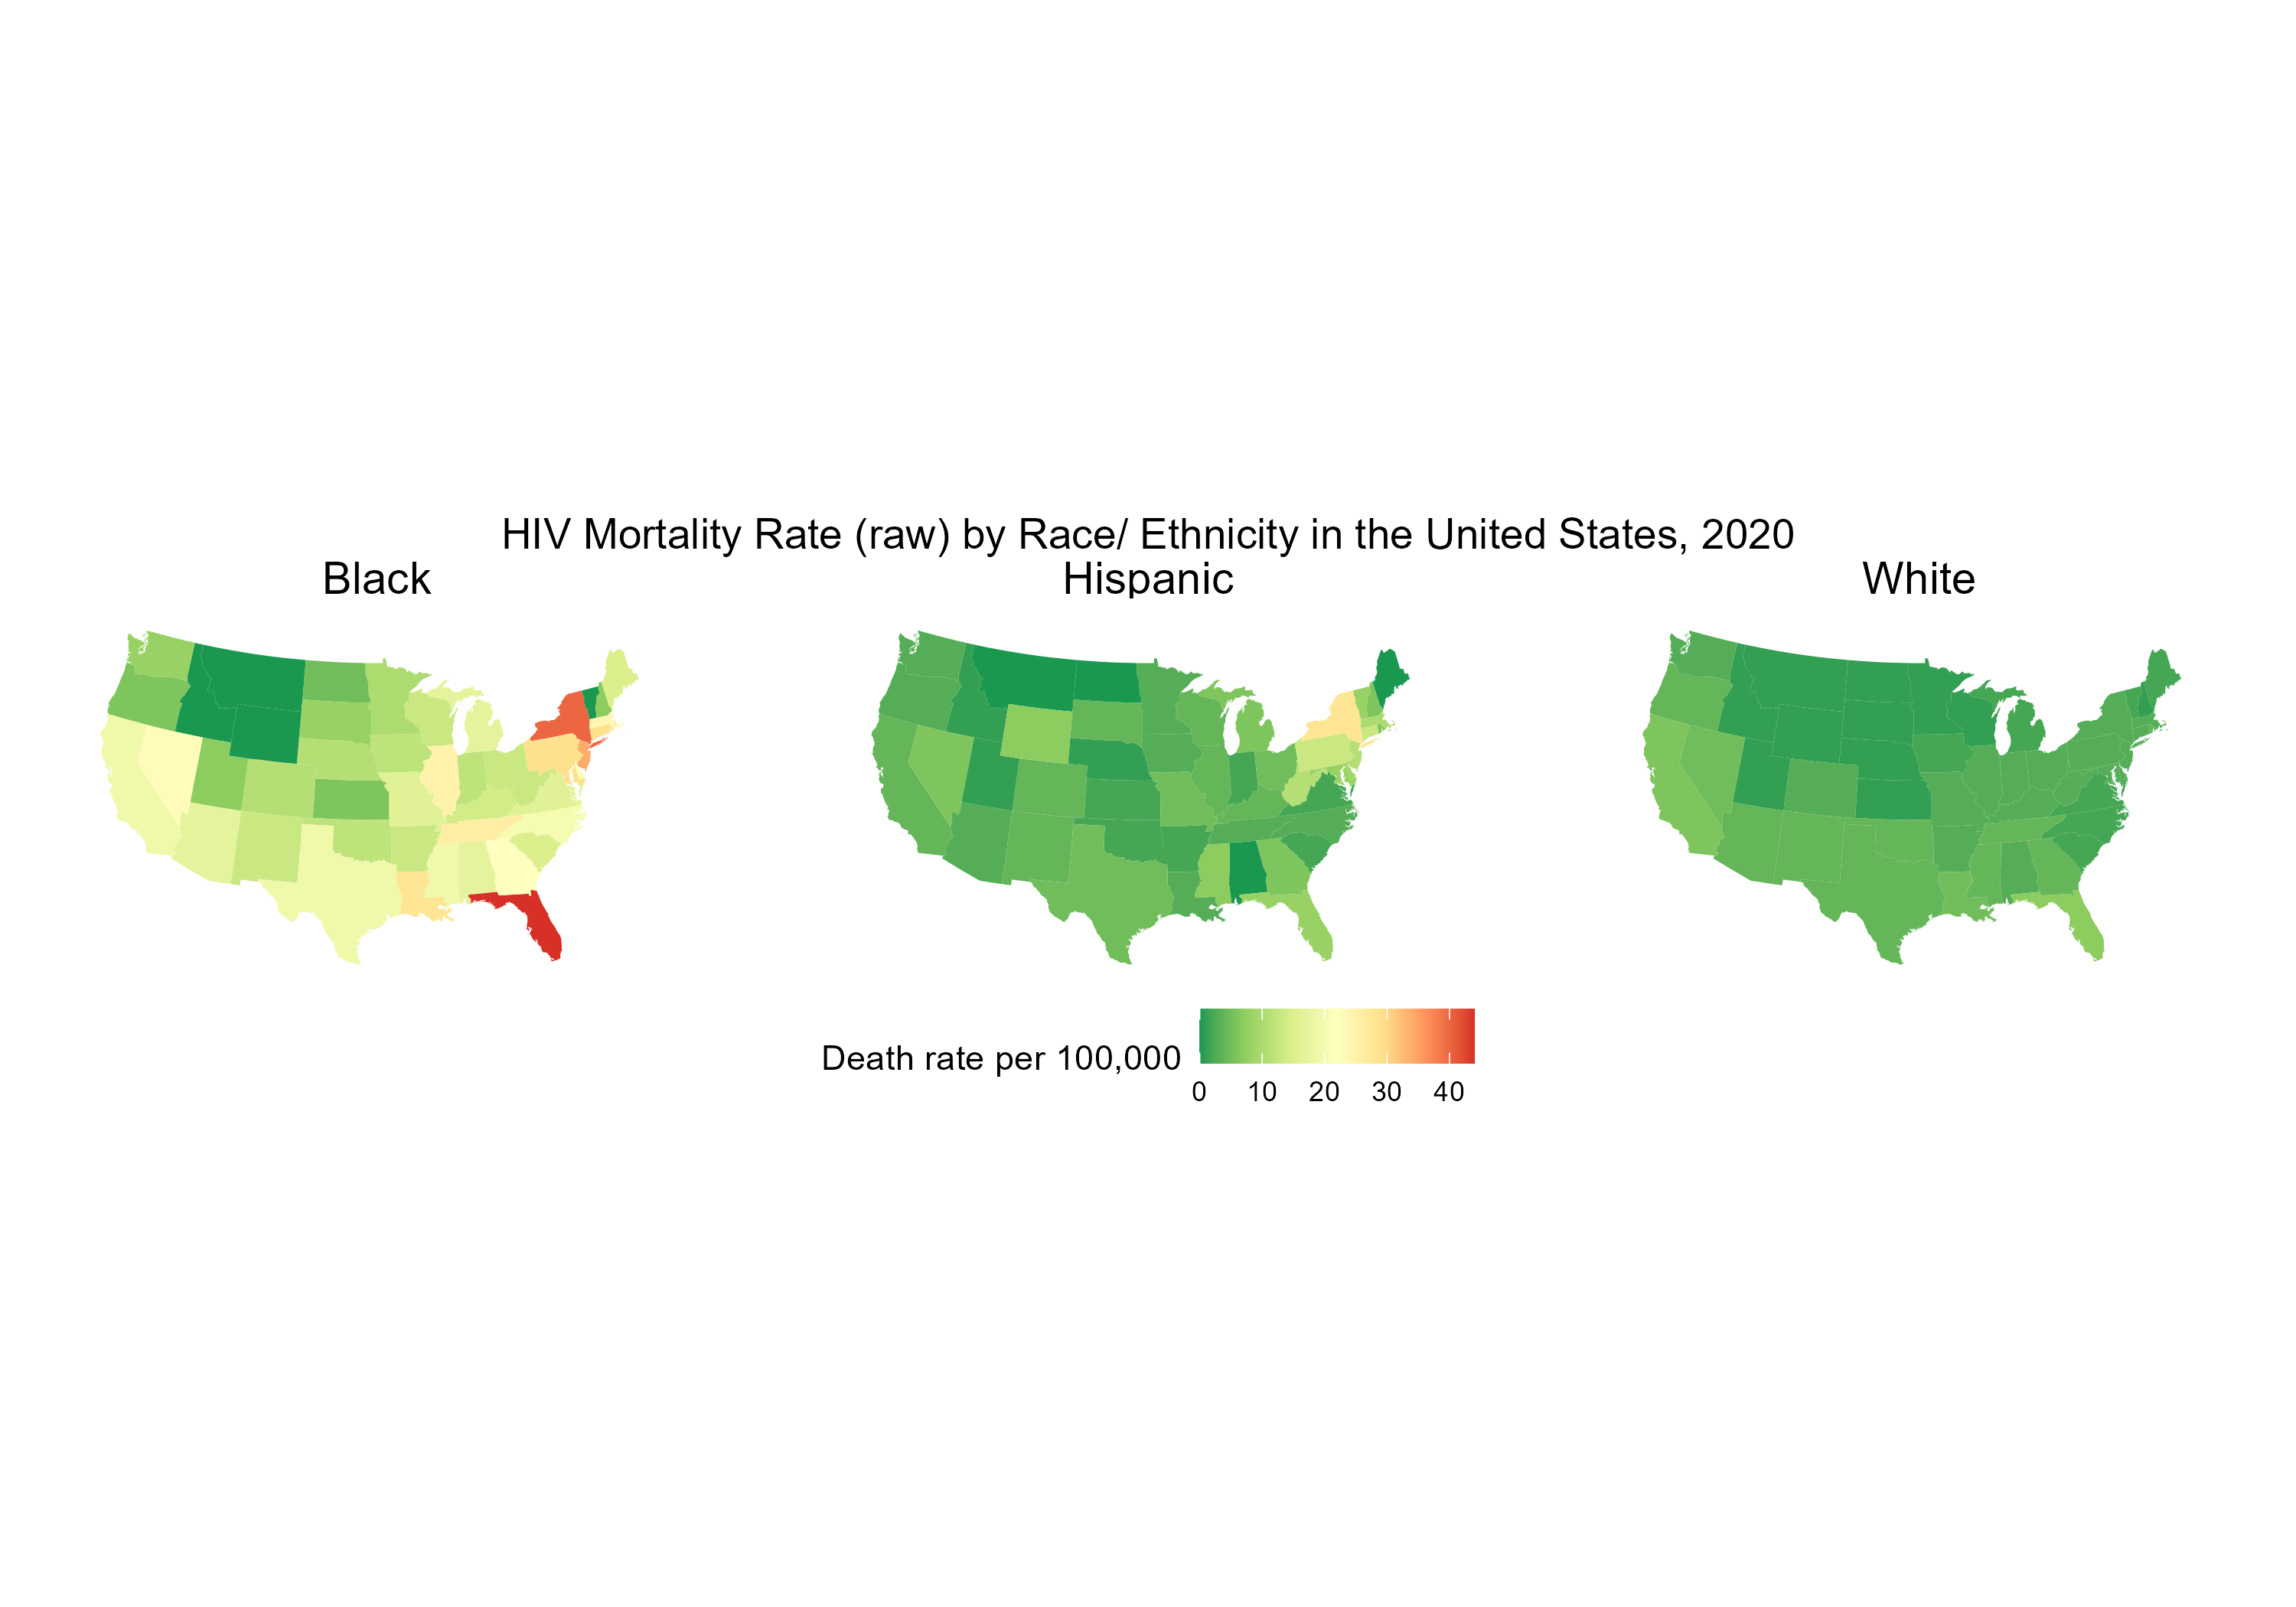 HIV Mortality Rate (raw) by Race/ Ethnicity in the United States, 2020
Black Hispanic White
Death rate per 100,000
0 10 20 30 40